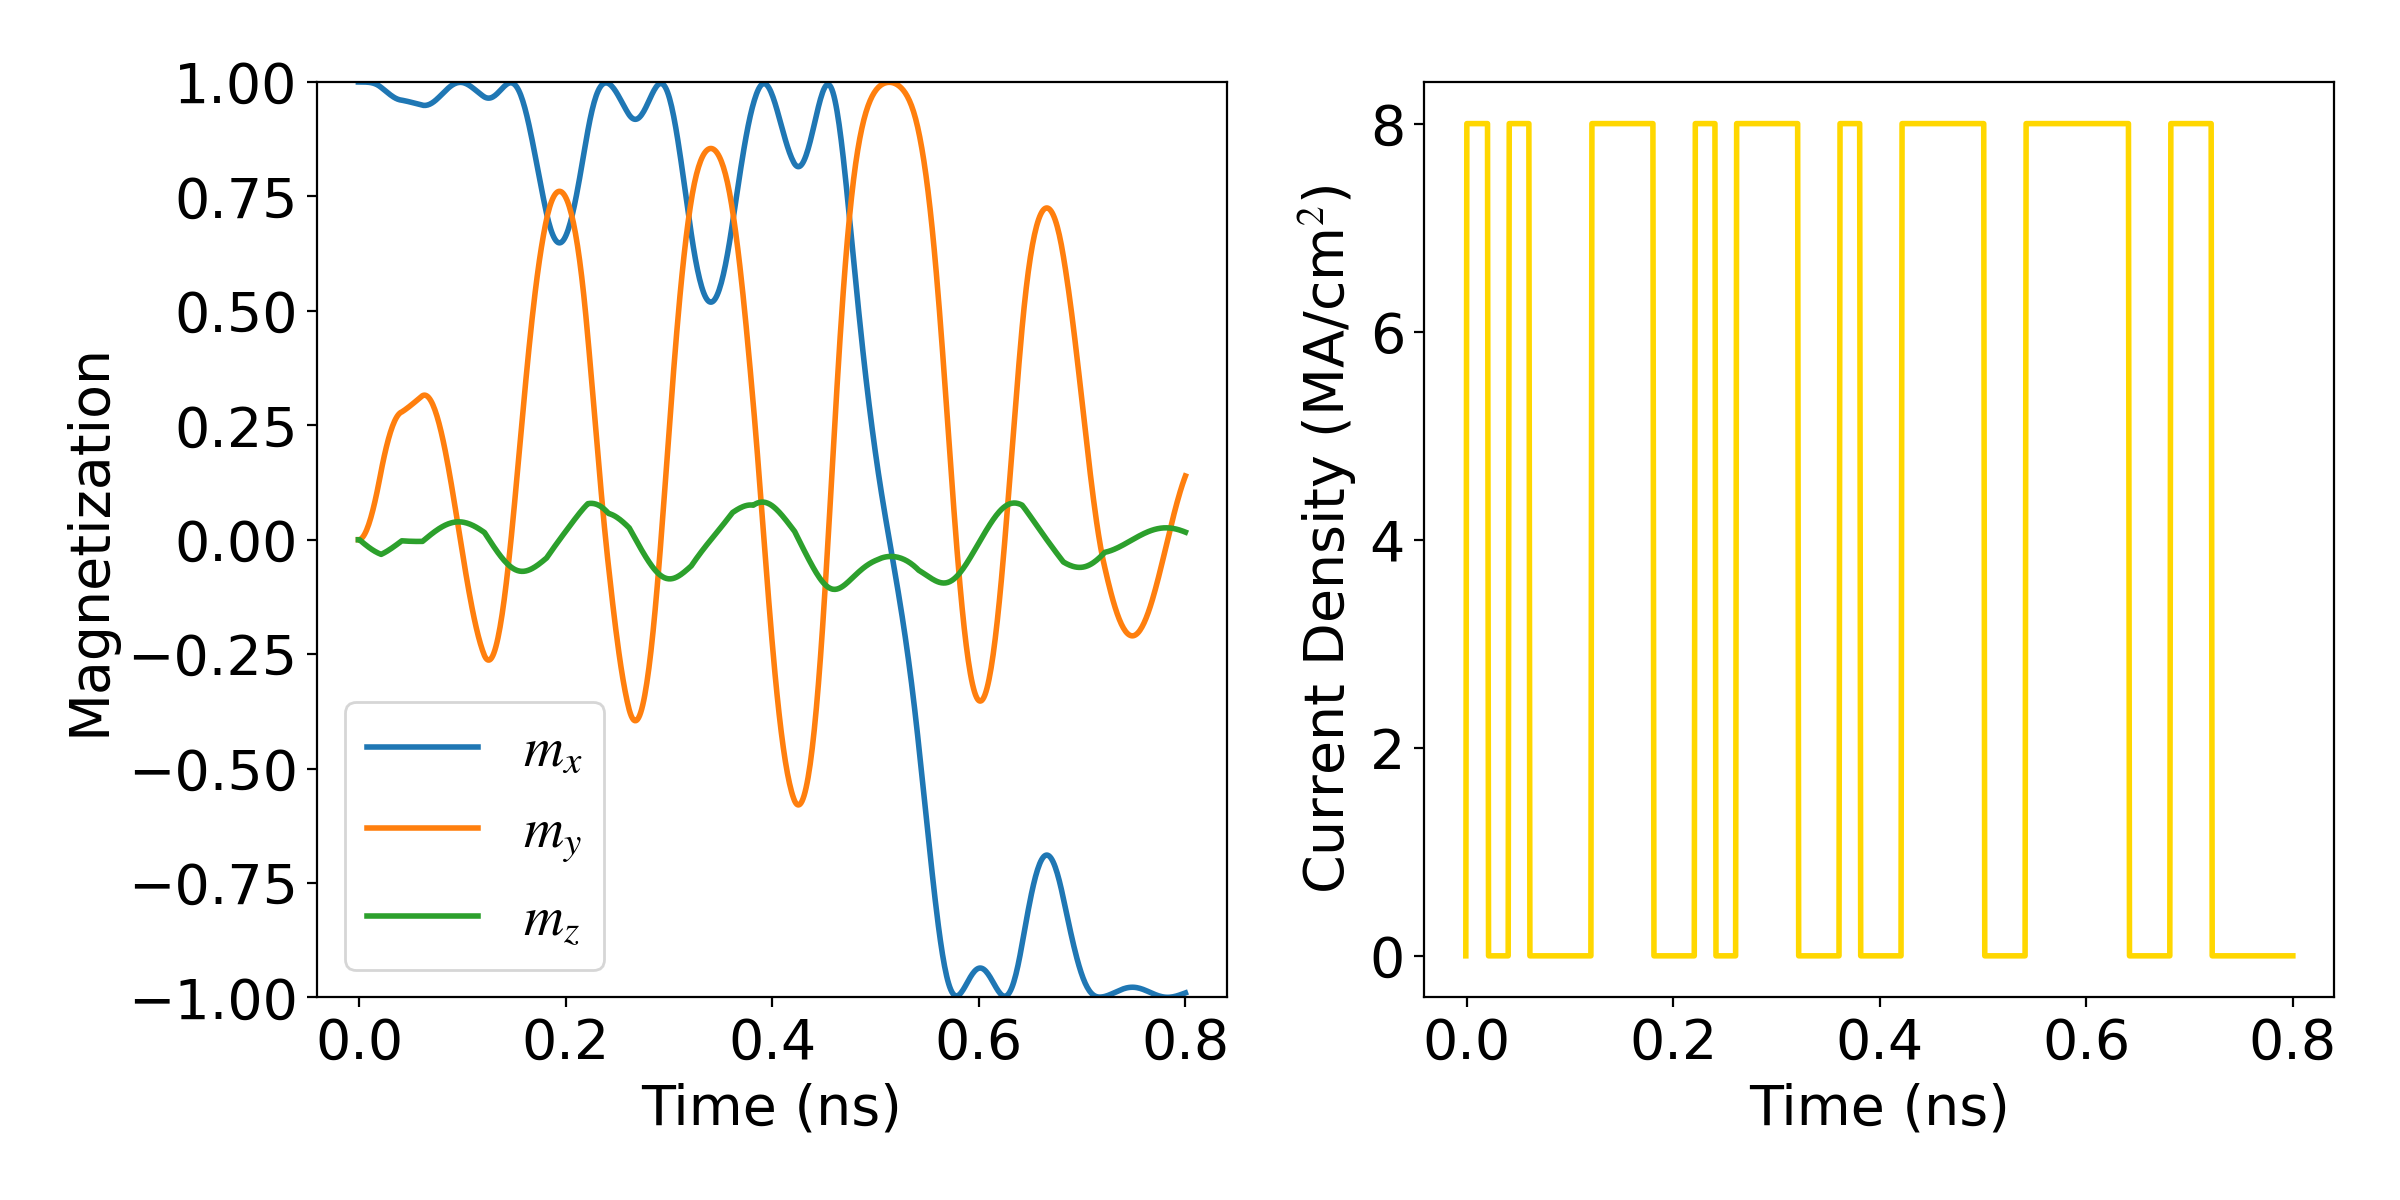 1.00
0.75
0.50
0.25
0.00
−0.25
−0.50
−0.75
−1.00
Magnetization
m_x
m_y
m_z
0.0 0.2 0.4 0.6 0.8
Time (ns)
8
6
4
2
0
Current Density (MA/cm²)
0.0 0.2 0.4 0.6 0.8
Time (ns)